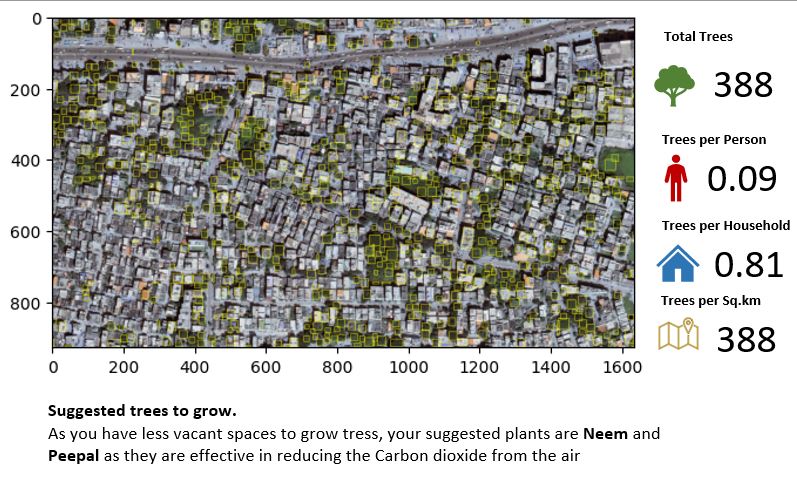 Total Trees
388
Trees per Person
0.09
Trees per Household
0.81
Trees per Sq.km
388
0
200
400
600
800
0 200 400 600 800 1000 1200 1400 1600
Suggested trees to grow.
As you have less vacant spaces to grow tress, your suggested plants are Neem and
Peepal as they are effective in reducing the Carbon dioxide from the air